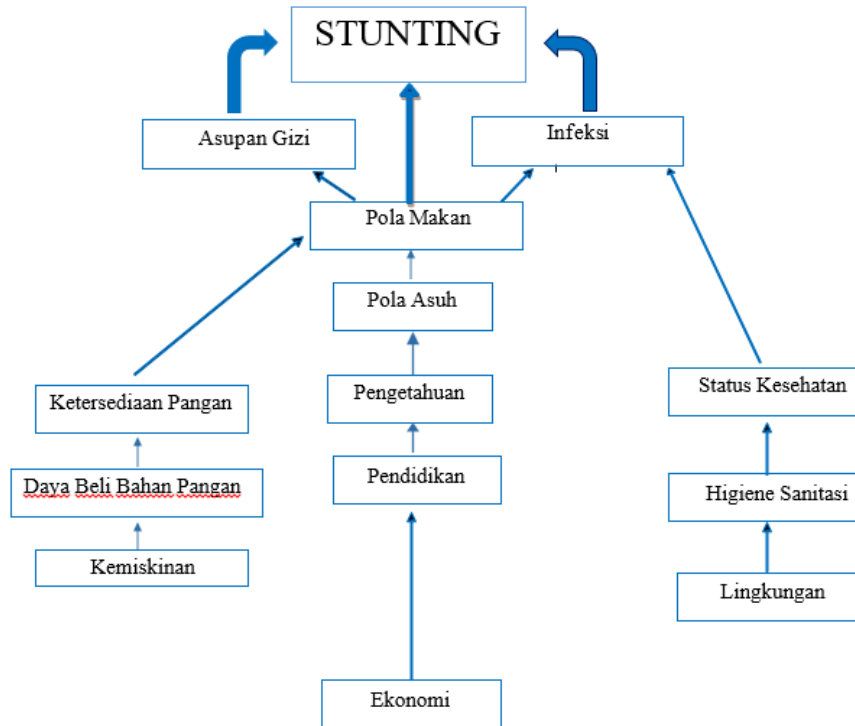 STUNTING
Asupan Gizi
Infeksi
Pola Makan
Pola Asuh
Ketersediaan Pangan
Pengetahuan
Status Kesehatan
Daya Beli Bahan Pangan
Pendidikan
Higiene Sanitasi
Kemiskinan
Lingkungan
Ekonomi